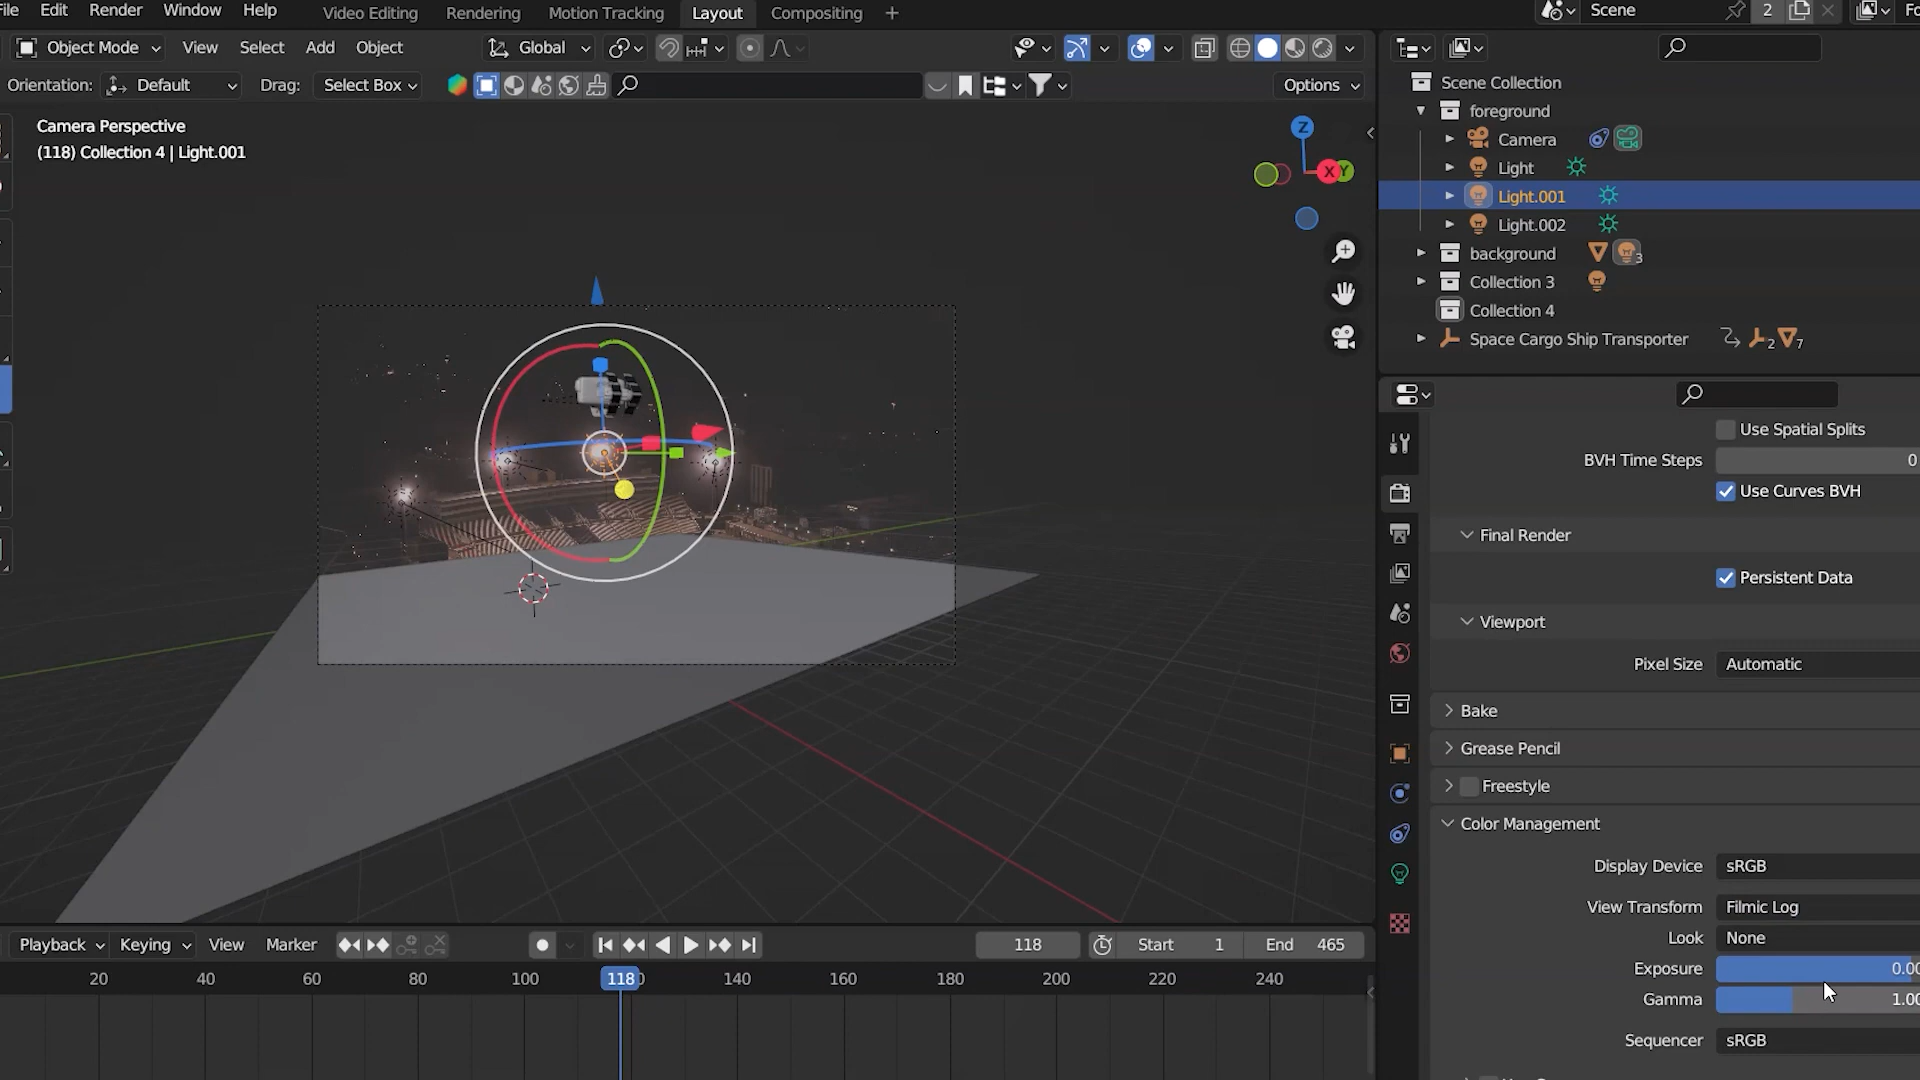 File Edit Render Window Help Video Editing Rendering Motion Tracking Layout Compositing + Scene 2
Object Mode View Select Add Object Global
Orientation: Default Drag: Select Box Options
Camera Perspective
(118) Collection 4 | Light.001
Z
X Y
Scene Collection
foreground
Camera
Light
Light.001
Light.002
background 3
Collection 3
Collection 4
Space Cargo Ship Transporter 2 7
Use Spatial Splits
BVH Time Steps 0
Use Curves BVH
Final Render
Persistent Data
Viewport
Pixel Size Automatic
Bake
Grease Pencil
Freestyle
Color Management
Display Device sRGB
View Transform Filmic Log
Look None
Exposure 0.00
Gamma 1.00
Sequencer sRGB
Playback Keying View Marker 118 Start 1 End 465
20 40 60 80 100 118 140 160 180 200 220 240